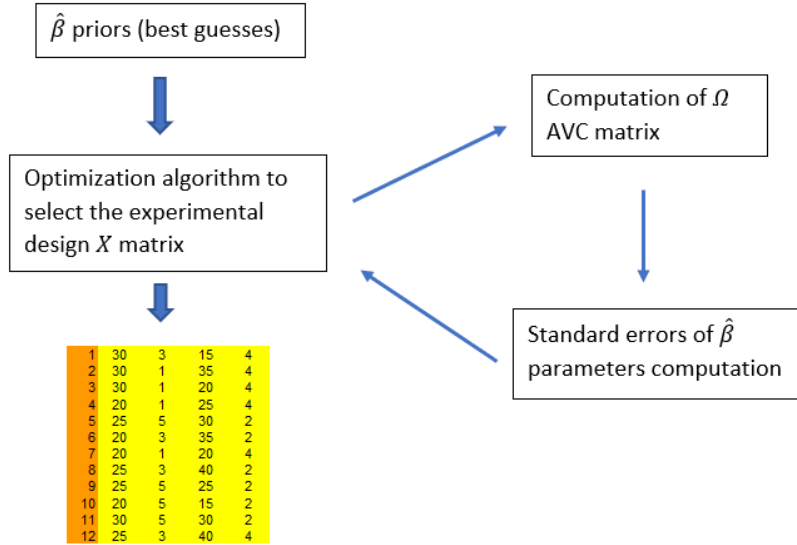 β̂ priors (best guesses)
Computation of Ω
AVC matrix
Optimization algorithm to
select the experimental
design X matrix
Standard errors of β̂
parameters computation
1 30 3 15 4
2 30 1 35 4
3 30 1 20 4
4 20 1 25 4
5 25 5 30 2
6 20 3 35 2
7 20 1 20 4
8 25 3 40 2
9 25 5 25 2
10 20 5 15 2
11 30 5 30 2
12 25 3 40 4